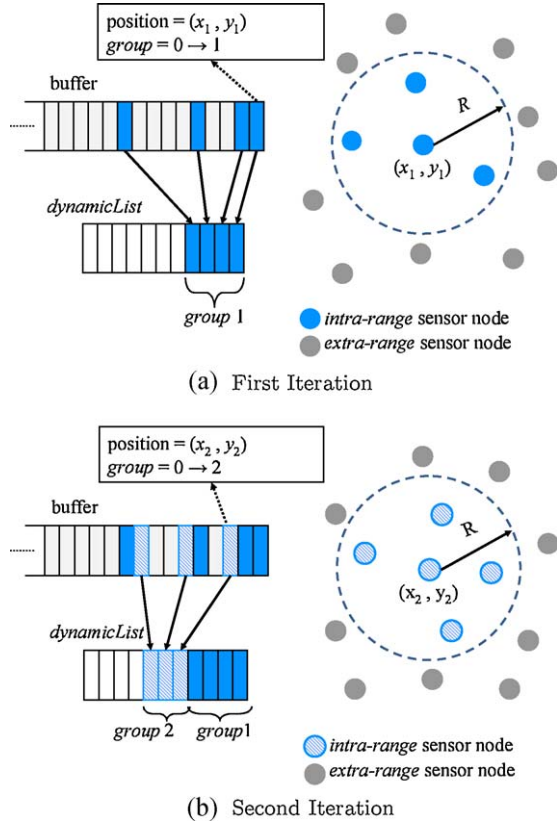 position = (x₁ , y₁)
group = 0 → 1
buffer
R
(x₁ , y₁)
dynamicList
group 1
intra-range sensor node
extra-range sensor node
(a) First Iteration
position = (x₂ , y₂)
group = 0 → 2
buffer
R
(x₂ , y₂)
dynamicList
group 2
group1
intra-range sensor node
extra-range sensor node
(b) Second Iteration